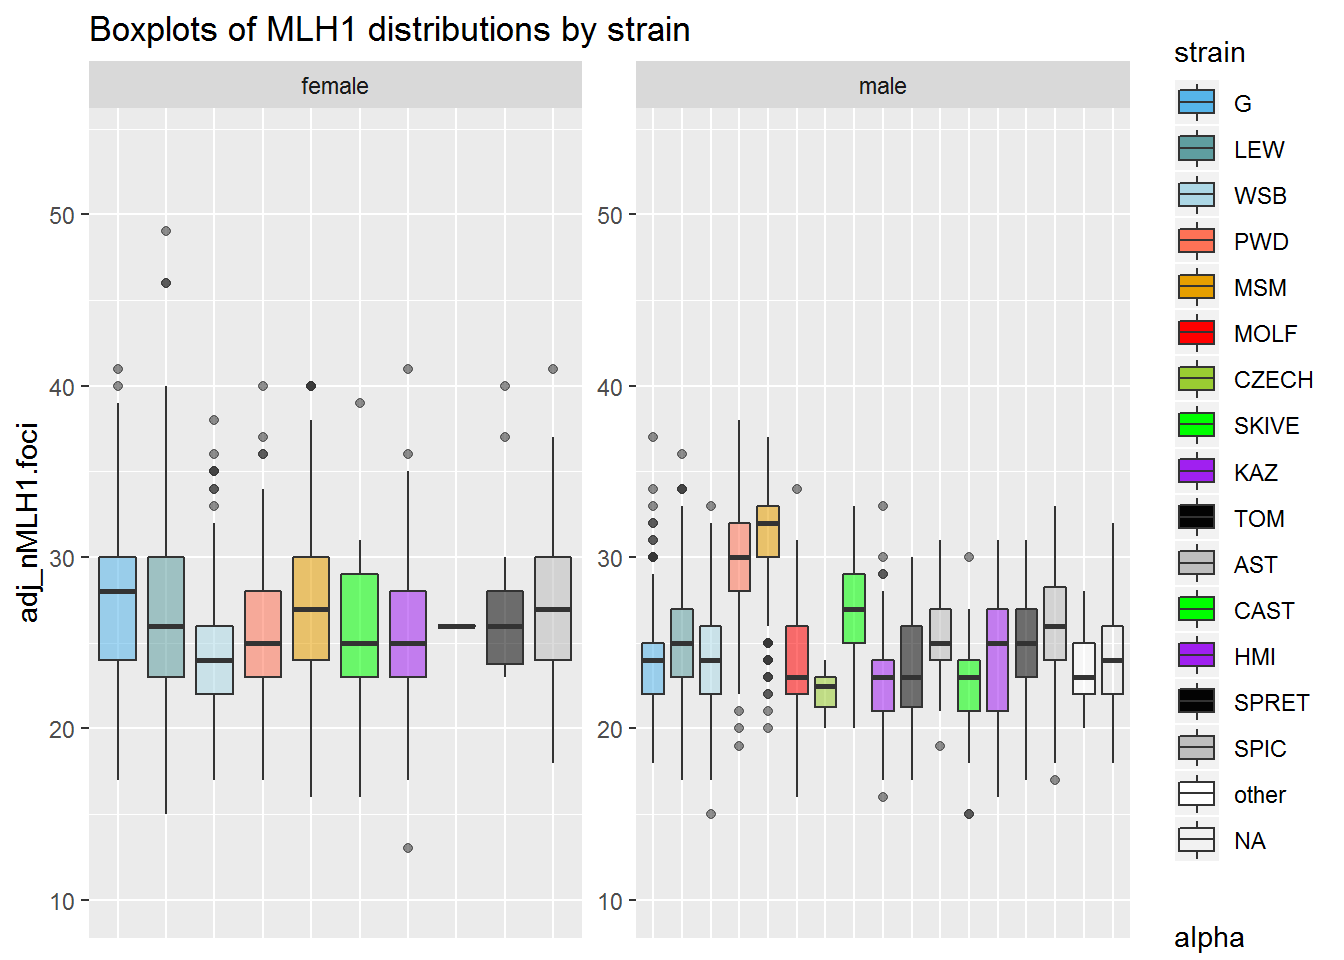 Boxplots of MLH1 distributions by strain
female
male
adj_nMLH1.foci
50
40
30
20
10
50
40
30
20
10
strain
G
LEW
WSB
PWD
MSM
MOLF
CZECH
SKIVE
KAZ
TOM
AST
CAST
HMI
SPRET
SPIC
other
NA
alpha